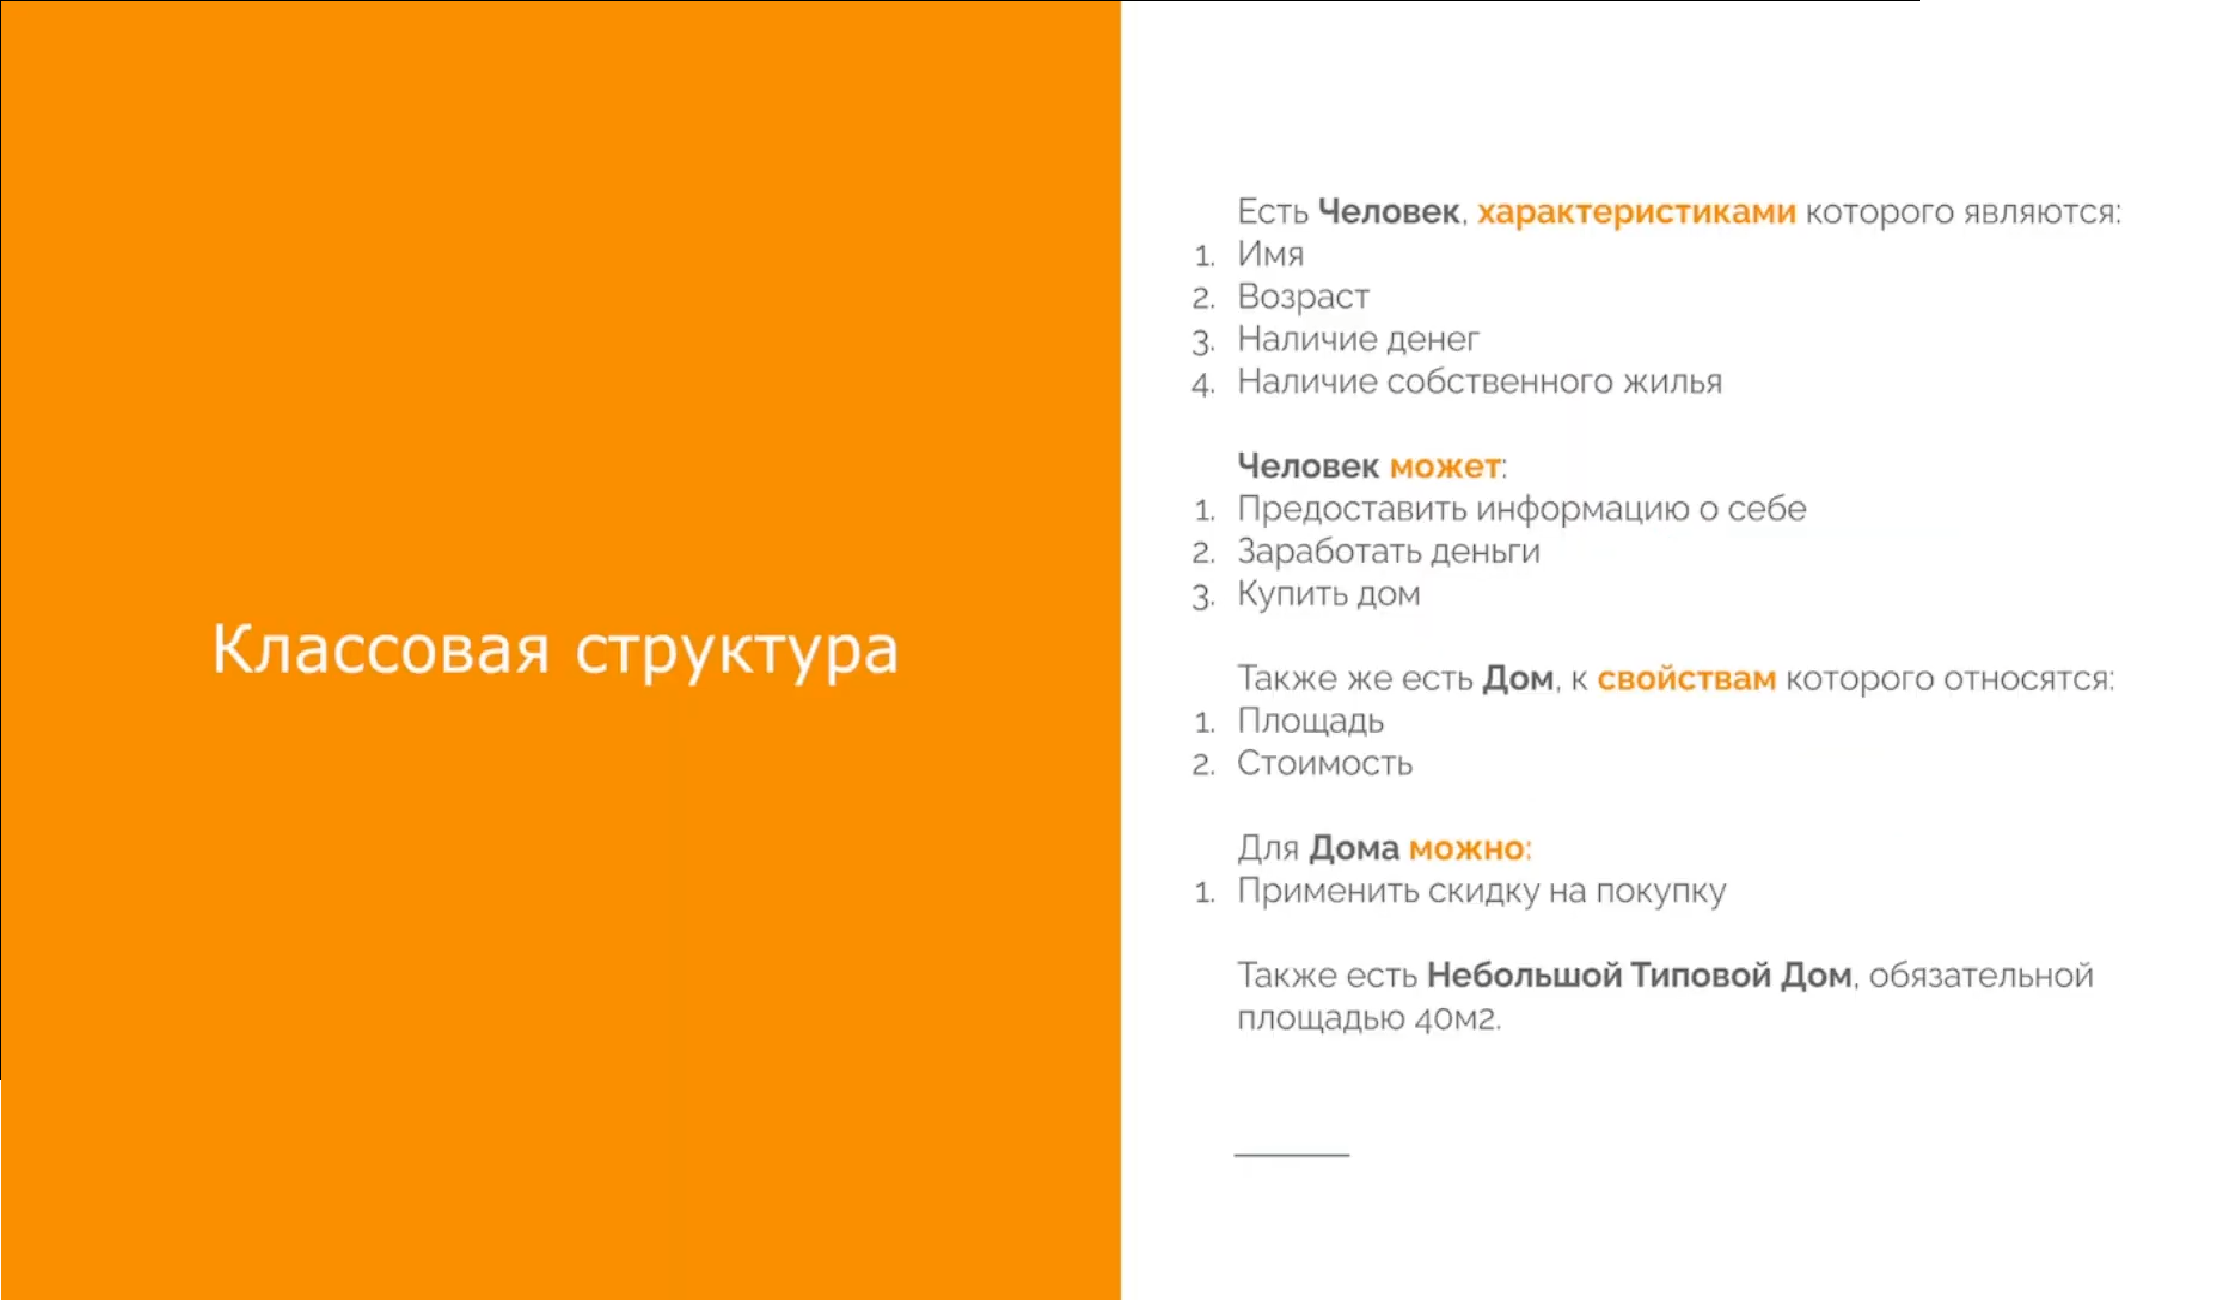 Классовая структура
Есть Человек, характеристиками которого являются:
1. Имя
2. Возраст
3. Наличие денег
4. Наличие собственного жилья
Человек может:
1. Предоставить информацию о себе
2. Заработать деньги
3. Купить дом
Также же есть Дом, к свойствам которого относятся:
1. Площадь
2. Стоимость
Для Дома можно:
1. Применить скидку на покупку
Также есть Небольшой Типовой Дом, обязательной
площадью 40м2.